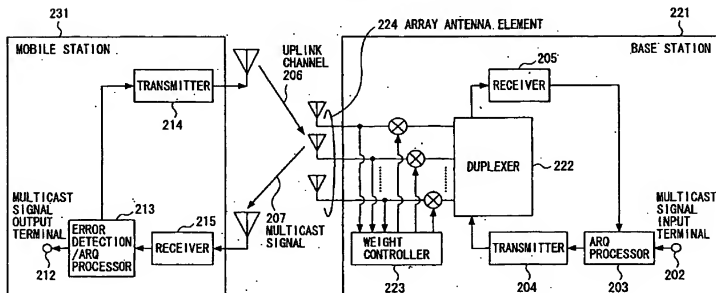 231
MOBILE STATION
TRANSMITTER
214
UPLINK
CHANNEL
206
224 ARRAY ANTENNA ELEMENT
221
BASE STATION
205
RECEIVER
DUPLEXER
222
MULTICAST
SIGNAL OUTPUT
TERMINAL
212
213
ERROR
DETECTION
/ARQ
PROCESSOR
215
RECEIVER
207
MULTICAST
SIGNAL
WEIGHT
CONTROLLER
223
TRANSMITTER
204
ARQ
PROCESSOR
203
MULTICAST
SIGNAL
INPUT
TERMINAL
202